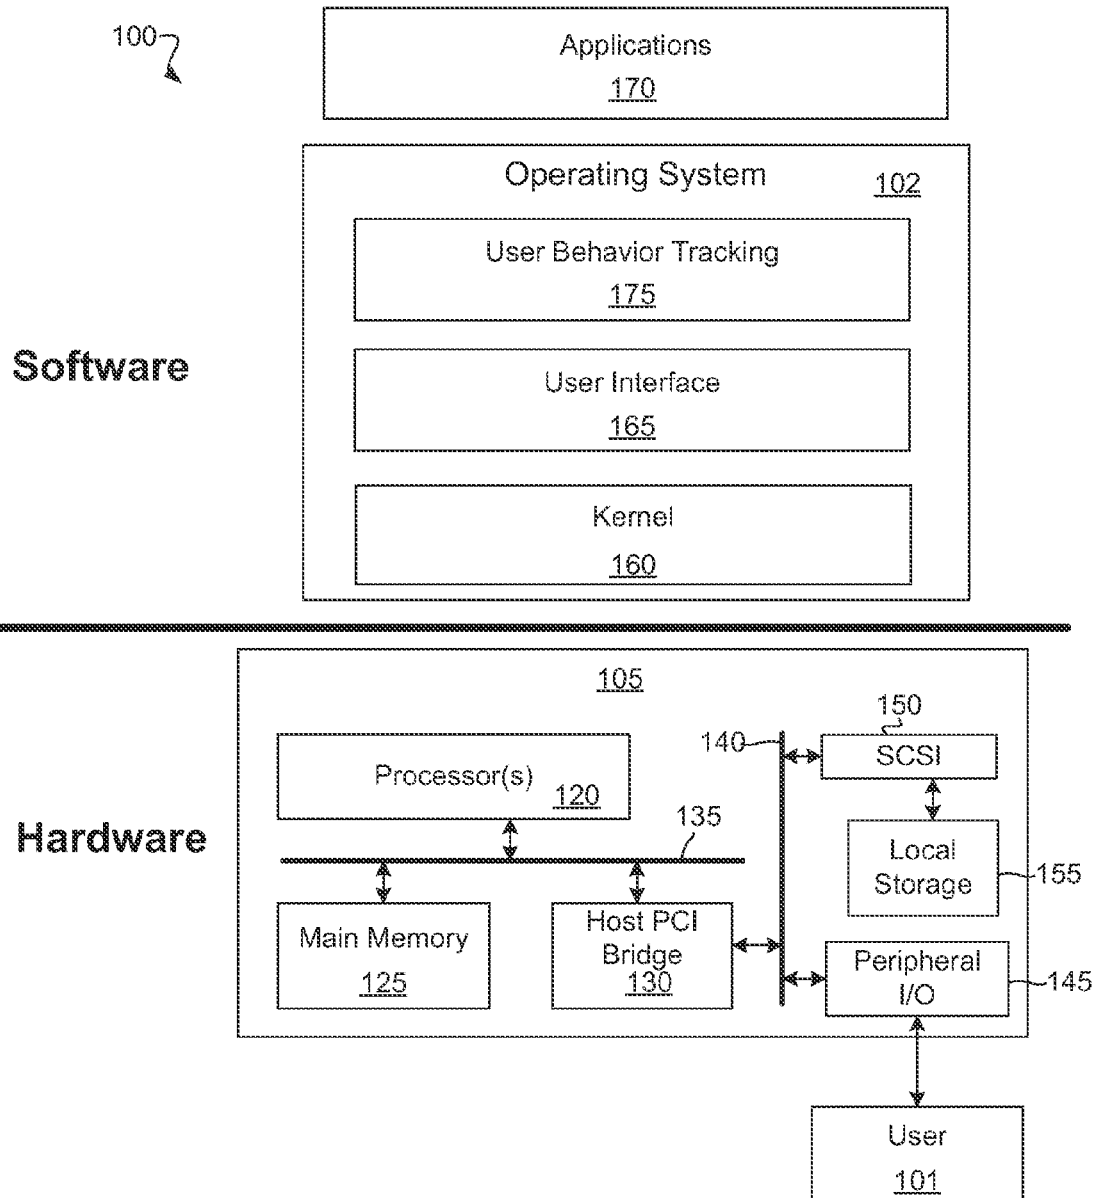 100
Applications
170
Operating System
102
User Behavior Tracking
175
Software
User Interface
165
Kernel
160
105
150
140
SCSI
Processor(s)
120
135
Hardware
Local
Storage
155
Main Memory
125
Host PCI
Bridge
130
Peripheral
I/O
145
User
101